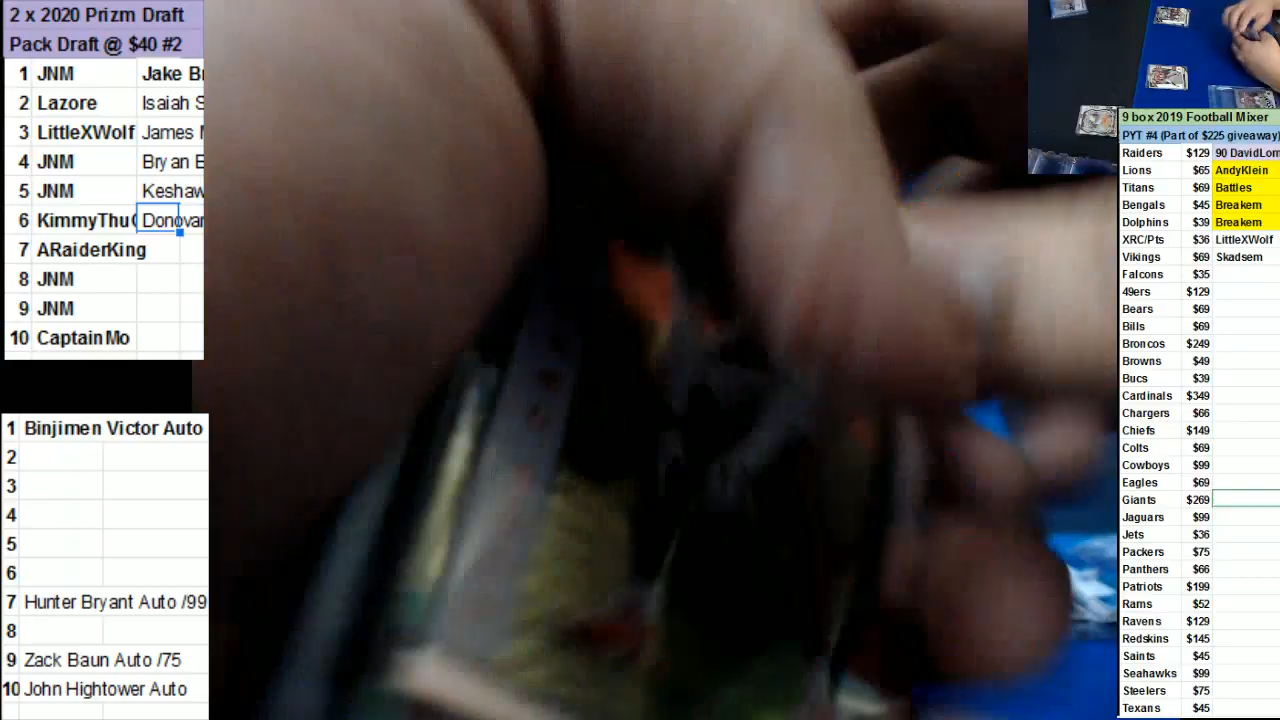 2 x 2020 Prizm Draft
Pack Draft @ $40 #2
1 JNM Jake Br
2 Lazore Isaiah S
3 LittleXWolf James
4 JNM Bryan E
5 JNM Keshaw
6 KimmyThu Donovan
7 ARaiderKing
8 JNM
9 JNM
10 CaptainMo
1 Binjimen Victor Auto
2
3
4
5
6
7 Hunter Bryant Auto /99
8
9 Zack Baun Auto /75
10 John Hightower Auto
9 box 2019 Football Mixer
PYT #4 (Part of $225 giveaway)
Raiders $129 90 DavidLom
Lions $65 AndyKlein
Titans $69 Battles
Bengals $45 Breakem
Dolphins $39 Breakem
XRC/Pts $36 LittleXWolf
Vikings $69 Skadsem
Falcons $35
49ers $129
Bears $69
Bills $69
Broncos $249
Browns $49
Bucs $39
Cardinals $349
Chargers $66
Chiefs $149
Colts $69
Cowboys $99
Eagles $69
Giants $269
Jaguars $99
Jets $36
Packers $75
Panthers $66
Patriots $199
Rams $52
Ravens $129
Redskins $145
Saints $45
Seahawks $99
Steelers $75
Texans $45